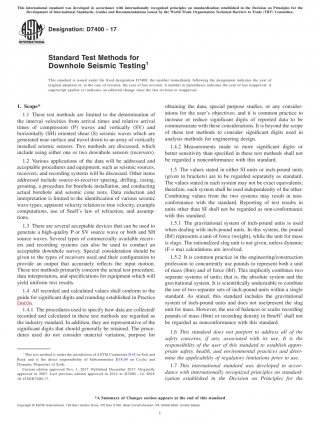 This international standard was developed in accordance with internationally recognized principles on standardization established in the Decision on Principles for the
Development of International Standards, Guides and Recommendations issued by the World Trade Organization Technical Barriers to Trade (TBT) Committee.
Designation: D7400 − 17
INTERNATIONAL
Standard Test Methods for
Downhole Seismic Testing1
This standard is issued under the fixed designation D7400; the number immediately following the designation indicates the year of
original adoption or, in the case of revision, the year of last revision. A number in parentheses indicates the year of last reapproval. A
superscript epsilon (ε) indicates an editorial change since the last revision or reapproval.
1. Scope*
1.1 These test methods are limited to the determination of
the interval velocities from arrival times and relative arrival
times of compression (P) waves and vertically (SV) and
horizontally (SH) oriented shear (S) seismic waves which are
generated near surface and travel down to an array of vertically
installed seismic sensors. Two methods are discussed, which
include using either one or two downhole sensors (receivers).
1.2 Various applications of the data will be addressed and
acceptable procedures and equipment, such as seismic sources,
receivers, and recording systems will be discussed. Other items
addressed include source-to-receiver spacing, drilling, casing,
grouting, a procedure for borehole installation, and conducting
actual borehole and seismic cone tests. Data reduction and
interpretation is limited to the identification of various seismic
wave types, apparent velocity relation to true velocity, example
computations, use of Snell's law of refraction, and assump-
tions.
1.3 There are several acceptable devices that can be used to
generate a high-quality P or SV source wave or both and SH
source waves. Several types of commercially available receiv-
ers and recording systems can also be used to conduct an
acceptable downhole survey. Special consideration should be
given to the types of receivers used and their configuration to
provide an output that accurately reflects the input motion.
These test methods primarily concern the actual test procedure,
data interpretation, and specifications for equipment which will
yield uniform test results.
1.4 All recorded and calculated values shall conform to the
guide for significant digits and rounding established in Practice
D6026.
1.4.1 The procedures used to specify how data are collected/
recorded and calculated in these test methods are regarded as
the industry standard. In addition, they are representative of the
significant digits that should generally be retained. The proce-
dures used do not consider material variation, purpose for
1 This test method is under the jurisdiction of ASTM Committee D18 on Soil and
Rock and is the direct responsibility of Subcommittee D18.09 on Cyclic and
Dynamic Properties of Soils.
Current edition approved Nov. 1, 2017. Published December 2017. Originally
approved in 2007. Last previous edition approved in 2014 as D7400 – 14. DOI:
10.1520/D7400-17.
obtaining the data, special purpose studies, or any consider-
ations for the user's objectives; and it is common practice to
increase or reduce significant digits of reported data to be
commensurate with these considerations. It is beyond the scope
of these test methods to consider significant digits used in
analysis methods for engineering design.
1.4.2 Measurements made to more significant digits or
better sensitivity than specified in these test methods shall not
be regarded a nonconformance with this standard.
1.5 The values stated in either SI units or inch-pound units
(given in brackets) are to be regarded separately as standard.
The values stated in each system may not be exact equivalents;
therefore, each system shall be used independently of the other.
Combining values from the two systems may result in non-
conformance with the standard. Reporting of test results in
units other than SI shall not be regarded as non-conformance
with this standard.
1.5.1 The gravitational system of inch-pound units is used
when dealing with inch-pound units. In this system, the pound
(lbf) represents a unit of force (weight), while the unit for mass
is slugs. The rationalized slug unit is not given, unless dynamic
(F = ma) calculations are involved.
1.5.2 It is common practice in the engineering/construction
profession to concurrently use pounds to represent both a unit
of mass (lbm) and of force (lbf). This implicitly combines two
separate systems of units; that is, the absolute system and the
gravitational system. It is scientifically undesirable to combine
the use of two separate sets of inch-pound units within a single
standard. As stated, this standard includes the gravitational
system of inch-pound units and does not use/present the slug
unit for mass. However, the use of balances or scales recording
pounds of mass (lbm) or recording density in lbm/ft3 shall not
be regarded as nonconformance with this standard.
1.6 This standard does not purport to address all of the
safety concerns, if any, associated with its use. It is the
responsibility of the user of this standard to establish appro-
priate safety, health, and environmental practices and deter-
mine the applicability of regulatory limitations prior to use.
1.7 This international standard was developed in accor-
dance with internationally recognized principles on standard-
ization established in the Decision on Principles for the
*A Summary of Changes section appears at the end of this standard
Copyright © ASTM International, 100 Barr Harbor Drive, PO Box C700, West Conshohocken, PA 19428-2959. United States
1